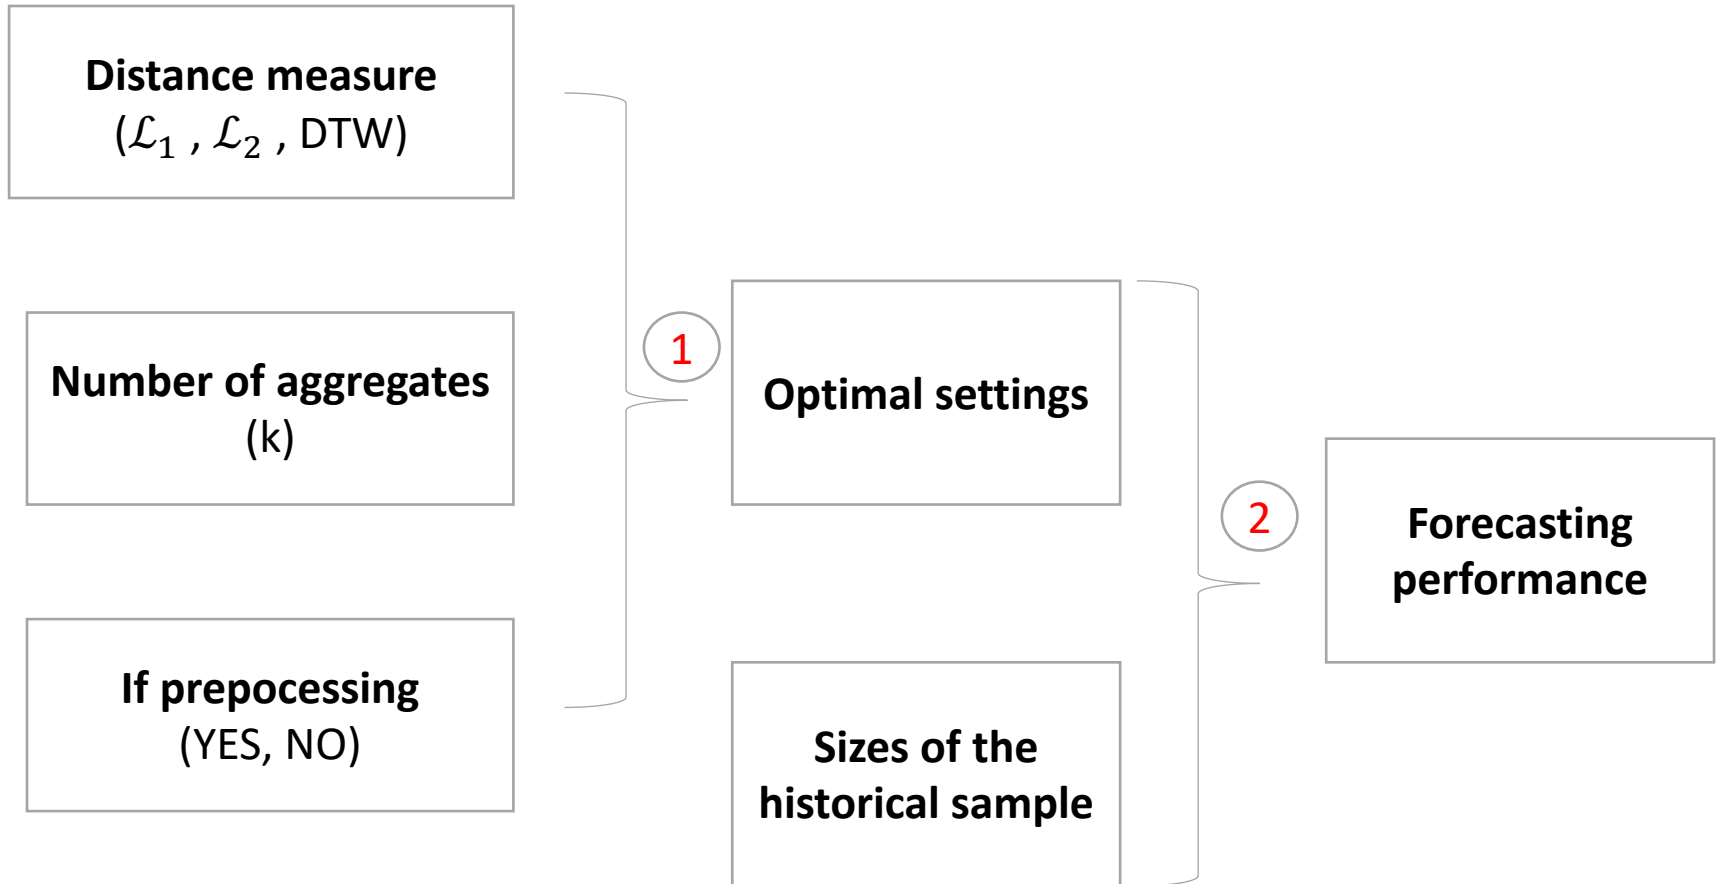 Distance measure
(ℒ₁ , ℒ₂ , DTW)
Number of aggregates
(k)
If prepocessing
(YES, NO)
1
Optimal settings
Sizes of the
historical sample
2
Forecasting
performance